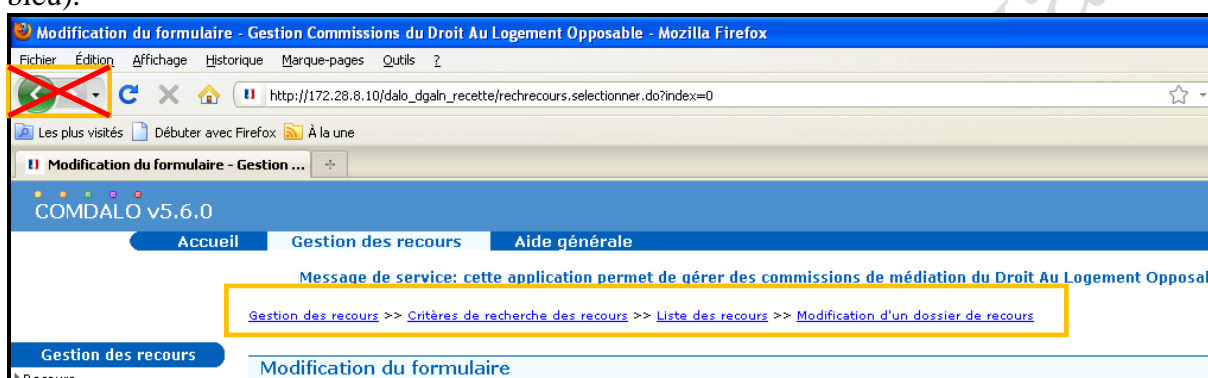 bleu).
Modification du formulaire - Gestion Commissions du Droit Au Logement Opposable - Mozilla Firefox
Fichier Édition Affichage Historique Marque-pages Outils ?
http://172.28.8.10/dalo_dgaln_recette/rechrecours.selectionner.do?index=0
Les plus visités Débuter avec Firefox À la une
Modification du formulaire - Gestion ...
COMDALO v5.6.0
Accueil Gestion des recours Aide générale
Message de service: cette application permet de gérer des commissions de médiation du Droit Au Logement Opposal
Gestion des recours >> Critères de recherche des recours >> Liste des recours >> Modification d'un dossier de recours
Gestion des recours
Modification du formulaire